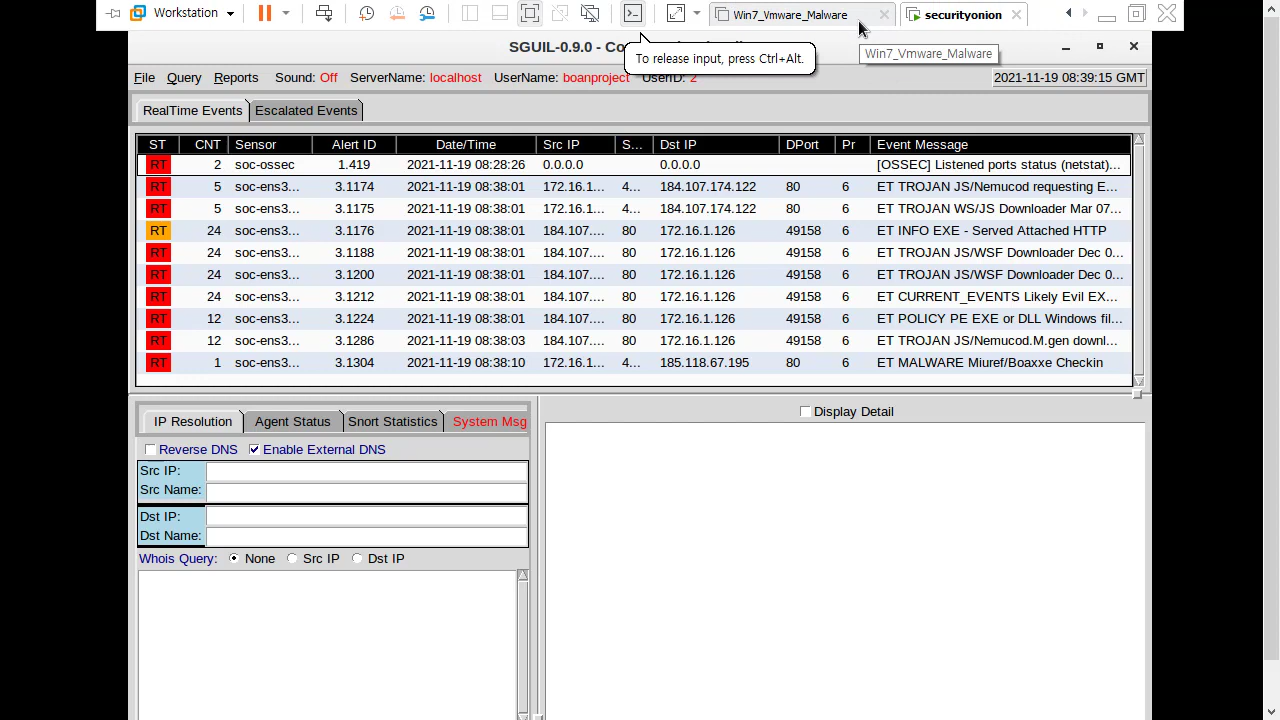 Workstation
Win7_Vmware_Malware
securityonion
SGUIL-0.9.0 - Co
To release input, press Ctrl+Alt.
Win7_Vmware_Malware
File Query Reports Sound: Off ServerName: localhost UserName: boanproject UserID: 2
2021-11-19 08:39:15 GMT
RealTime Events Escalated Events
ST CNT Sensor Alert ID Date/Time Src IP S... Dst IP DPort Pr Event Message
RT 2 soc-ossec 1.419 2021-11-19 08:28:26 0.0.0.0 0.0.0.0 [OSSEC] Listened ports status (netstat)...
RT 5 soc-ens3... 3.1174 2021-11-19 08:38:01 172.16.1... 4... 184.107.174.122 80 6 ET TROJAN JS/Nemucod requesting E...
RT 5 soc-ens3... 3.1175 2021-11-19 08:38:01 172.16.1... 4... 184.107.174.122 80 6 ET TROJAN WS/JS Downloader Mar 07...
RT 24 soc-ens3... 3.1176 2021-11-19 08:38:01 184.107.... 80 172.16.1.126 49158 6 ET INFO EXE - Served Attached HTTP
RT 24 soc-ens3... 3.1188 2021-11-19 08:38:01 184.107.... 80 172.16.1.126 49158 6 ET TROJAN JS/WSF Downloader Dec 0...
RT 24 soc-ens3... 3.1200 2021-11-19 08:38:01 184.107.... 80 172.16.1.126 49158 6 ET TROJAN JS/WSF Downloader Dec 0...
RT 24 soc-ens3... 3.1212 2021-11-19 08:38:01 184.107.... 80 172.16.1.126 49158 6 ET CURRENT_EVENTS Likely Evil EX...
RT 12 soc-ens3... 3.1224 2021-11-19 08:38:01 184.107.... 80 172.16.1.126 49158 6 ET POLICY PE EXE or DLL Windows fil...
RT 12 soc-ens3... 3.1286 2021-11-19 08:38:03 184.107.... 80 172.16.1.126 49158 6 ET TROJAN JS/Nemucod.M.gen downl...
RT 1 soc-ens3... 3.1304 2021-11-19 08:38:10 172.16.1... 4... 185.118.67.195 80 6 ET MALWARE Miuref/Boaxxe Checkin
IP Resolution Agent Status Snort Statistics System Msg
Display Detail
Reverse DNS Enable External DNS
Src IP:
Src Name:
Dst IP:
Dst Name:
Whois Query: None Src IP Dst IP